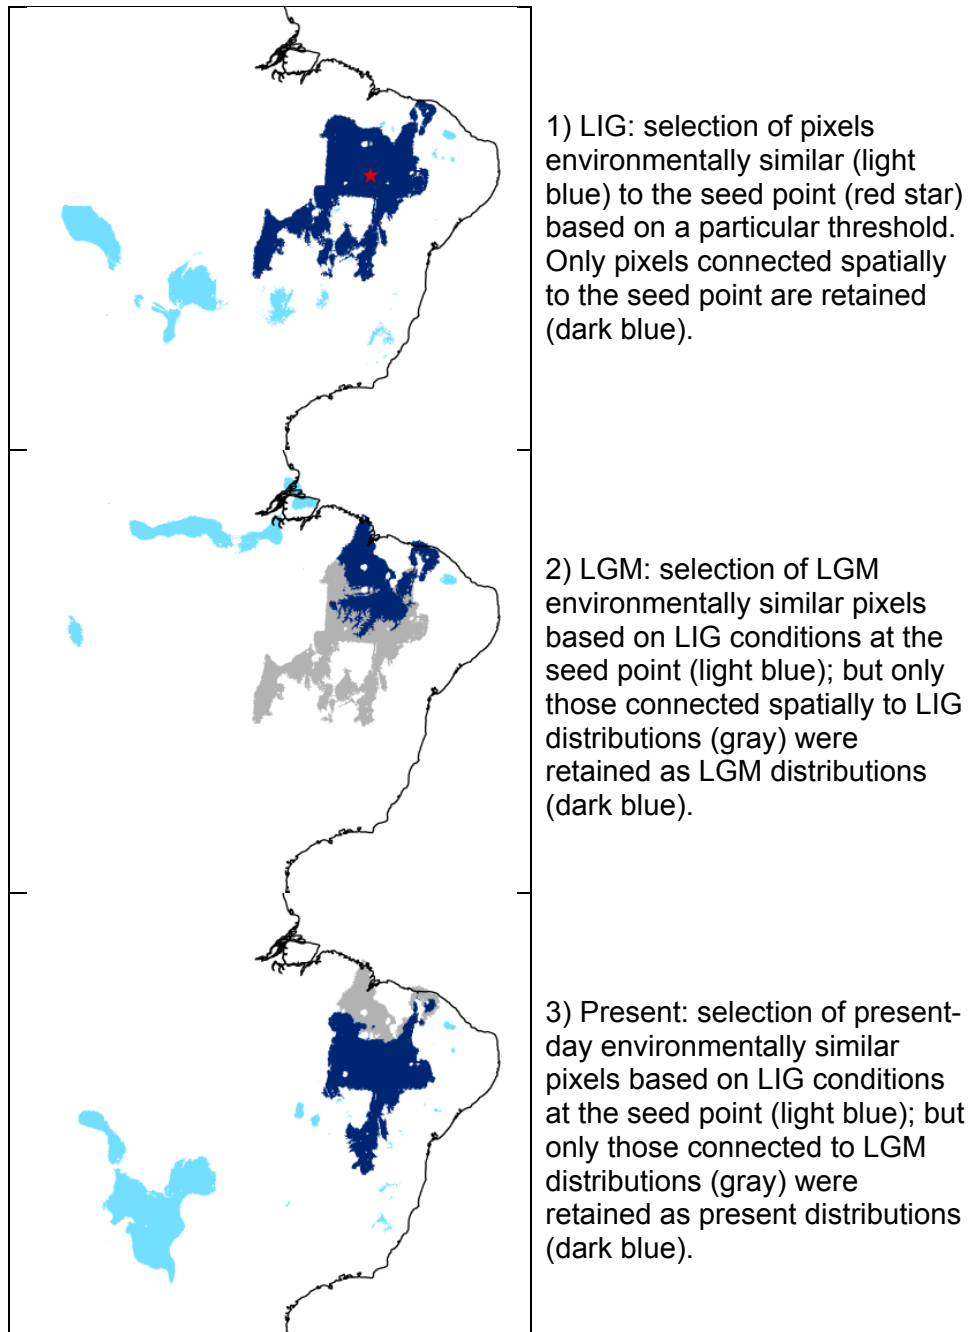 1) LIG: selection of pixels
environmentally similar (light
blue) to the seed point (red star)
based on a particular threshold.
Only pixels connected spatially
to the seed point are retained
(dark blue).
2) LGM: selection of LGM
environmentally similar pixels
based on LIG conditions at the
seed point (light blue); but only
those connected spatially to LIG
distributions (gray) were
retained as LGM distributions
(dark blue).
3) Present: selection of present-
day environmentally similar
pixels based on LIG conditions
at the seed point (light blue); but
only those connected to LGM
distributions (gray) were
retained as present distributions
(dark blue).